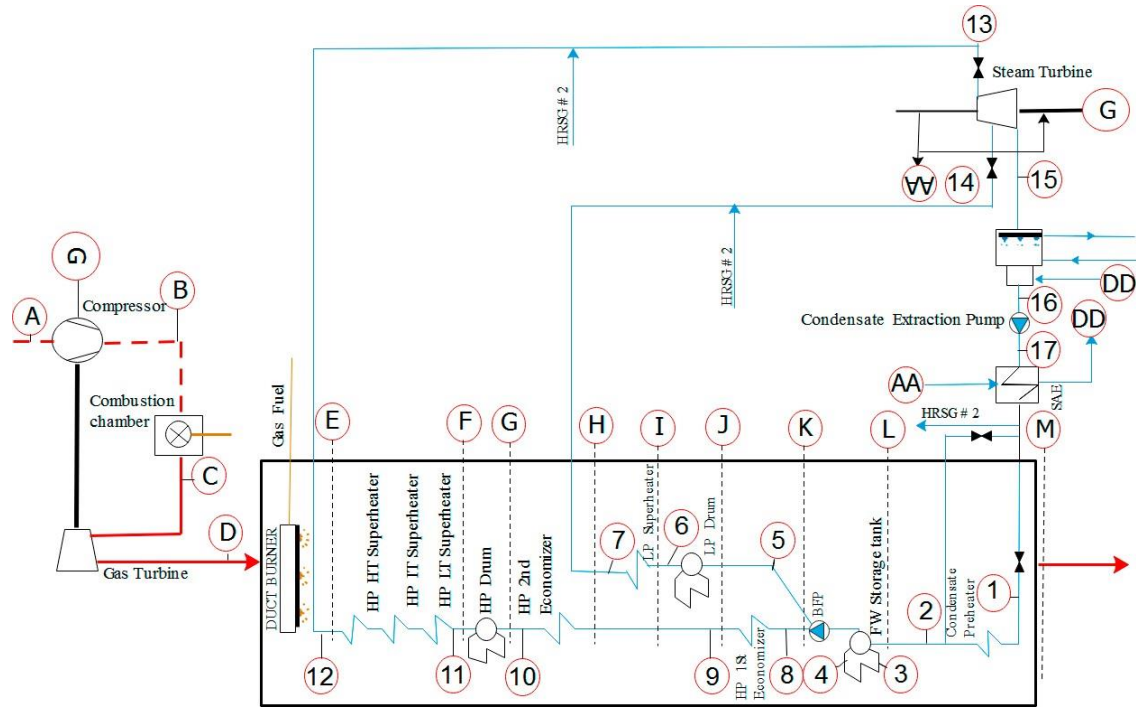 13
Steam Turbine
G
HRSG # 2
AA
14
15
HRSG # 2
G
Compressor
B
A
DD
16
Condensate Extraction Pump
DD
17
AA
SAE
HRSG # 2
Combustion
chamber
Gas Fuel
E
F
G
H
I
J
K
L
M
C
D
Gas Turbine
DUCT BURNER
HP HT Superheater
HP IT Superheater
HP LT Superheater
HP Drum
HP 2nd
Economizer
LP Superheater
LP Drum
7
6
5
BFP
FW Storage tank
Condensate
Preheater
2
1
12
11
10
9
HP 1St
Economizer
8
4
3